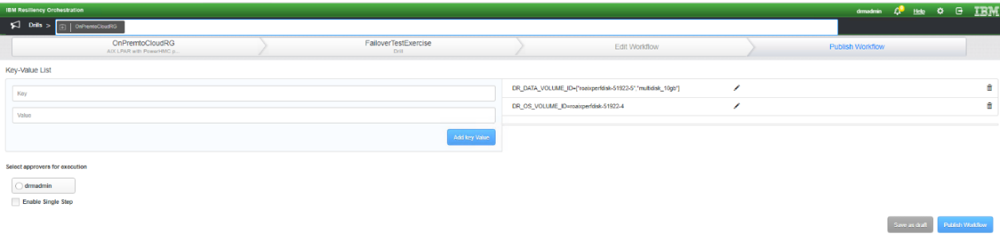 IBM Resiliency Orchestration
drmadmin Help IBM
Drills > OnPremtoCloudRG
OnPremtoCloudRG
AIX LPAR with PowerHMC p...
FailoverTestExercise
Drill
Edit Workflow
Publish Workflow
Key-Value List
Key
Value
Add key Value
DR_DATA_VOLUME_ID=["roaixperfdisk-51922-5","multidisk_10gb"]
DR_OS_VOLUME_ID=roaixperfdisk-51922-4
Select approvers for execution
drmadmin
Enable Single Step
Save as draft Publish Workflow